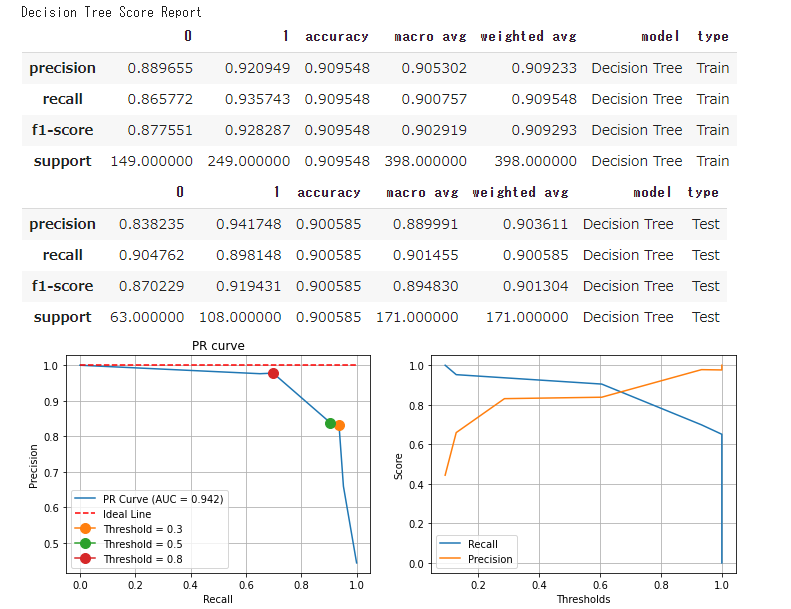 Decision Tree Score Report
0 1 accuracy macro avg weighted avg model type
precision 0.889655 0.920949 0.909548 0.905302 0.909233 Decision Tree Train
recall 0.865772 0.935743 0.909548 0.900757 0.909548 Decision Tree Train
f1-score 0.877551 0.928287 0.909548 0.902919 0.909293 Decision Tree Train
support 149.000000 249.000000 0.909548 398.000000 398.000000 Decision Tree Train
0 1 accuracy macro avg weighted avg model type
precision 0.838235 0.941748 0.900585 0.889991 0.903611 Decision Tree Test
recall 0.904762 0.898148 0.900585 0.901455 0.900585 Decision Tree Test
f1-score 0.870229 0.919431 0.900585 0.894830 0.901304 Decision Tree Test
support 63.000000 108.000000 0.900585 171.000000 171.000000 Decision Tree Test
PR curve
1.0
0.9
0.8
0.7
0.6
0.5
Precision
PR Curve (AUC = 0.942)
Ideal Line
Threshold = 0.3
Threshold = 0.5
Threshold = 0.8
0.0 0.2 0.4 0.6 0.8 1.0
Recall
1.0
0.8
0.6
0.4
0.2
0.0
Score
Recall
Precision
0.2 0.4 0.6 0.8 1.0
Thresholds